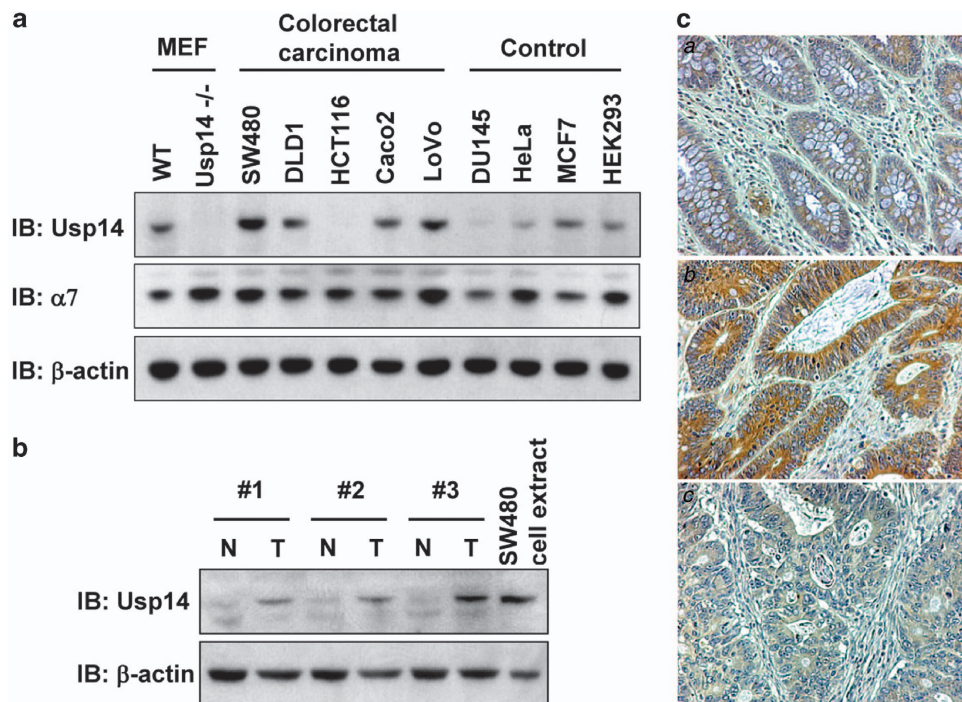 a
MEF
Colorectal
carcinoma
Control
WT
Usp14 -/-
SW480
DLD1
HCT116
Caco2
LoVo
DU145
HeLa
MCF7
HEK293
IB: Usp14
IB: α7
IB: β-actin
b
#1
#2
#3
SW480
cell extract
N
T
N
T
N
T
IB: Usp14
IB: β-actin
c
a
b
c